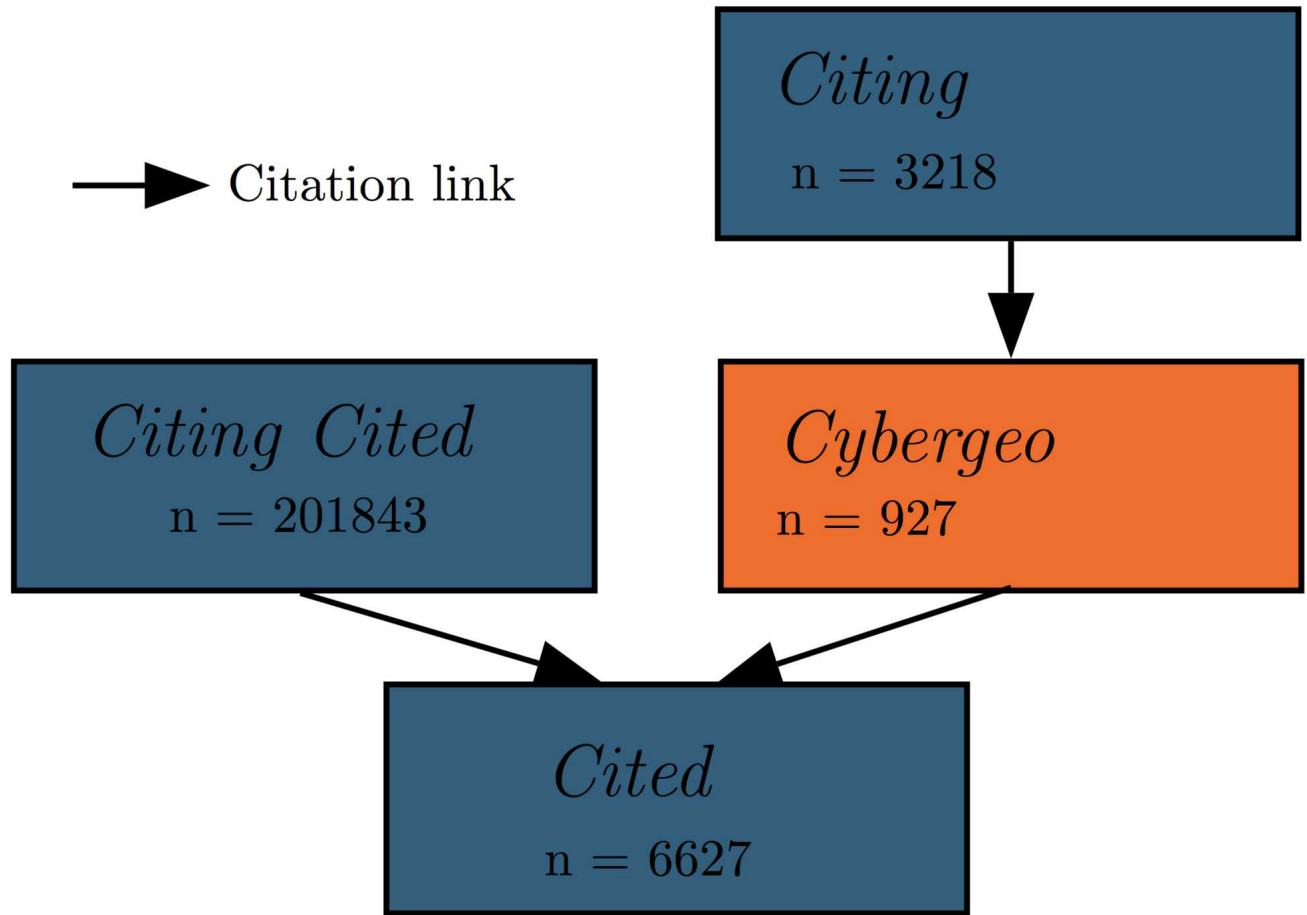 Citing
n = 3218
Citation link
Citing Cited
n = 201843
Cybergeo
n = 927
Cited
n = 6627